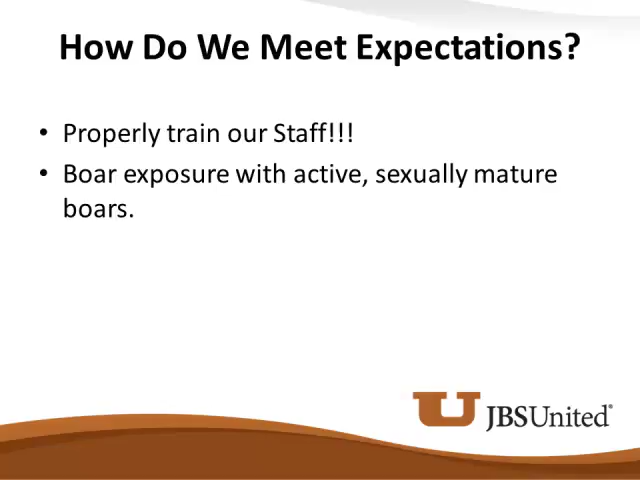 How Do We Meet Expectations?
• Properly train our Staff!!!
• Boar exposure with active, sexually mature
boars.
JBSUnited®